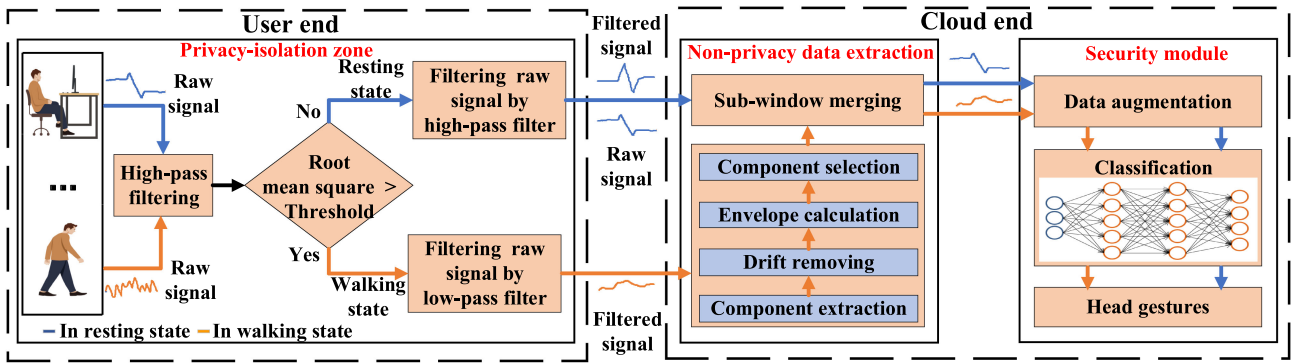 User end
Privacy-isolation zone
Raw
signal
...
Raw
signal
High-pass
filtering
Root
mean square >
Threshold
No
Yes
Resting
state
Walking
state
Filtering raw
signal by
high-pass filter
Filtering raw
signal by
low-pass filter
In resting state
In walking state
Filtered
signal
Raw
signal
Filtered
signal
Cloud end
Non-privacy data extraction
Sub-window merging
Component selection
Envelope calculation
Drift removing
Component extraction
Security module
Data augmentation
Classification
Head gestures